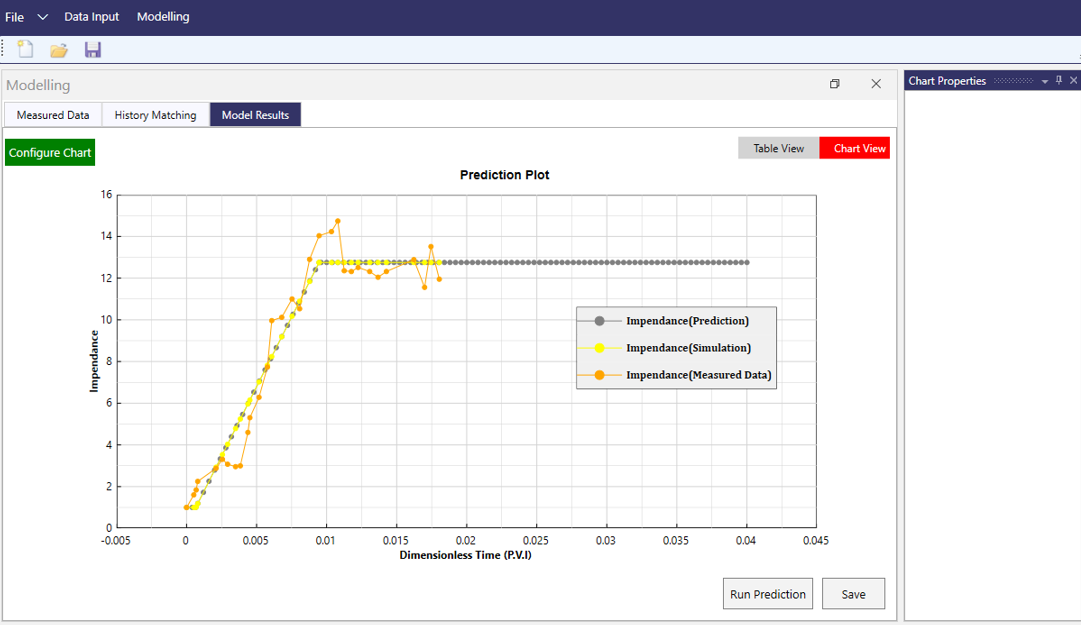 File Data Input Modelling
Modelling
Chart Properties
Measured Data History Matching Model Results
Configure Chart
Table View Chart View
Prediction Plot
16
14
12
10
8
6
4
2
0
Impendance
Impendance(Prediction)
Impendance(Simulation)
Impendance(Measured Data)
-0.005 0 0.005 0.01 0.015 0.02 0.025 0.03 0.035 0.04 0.045
Dimensionless Time (P.V.I)
Run Prediction Save